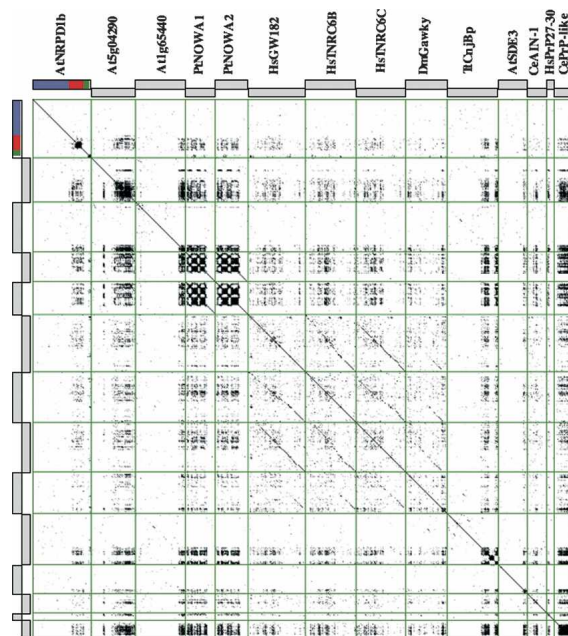 AtNRPD1b
At5g04290
At1g65440
PtNOWA1
PtNOWA2
HsGW182
HsTNRC6B
HsTNRC6C
DmGawky
TtCnjBp
AtSDE3
CeAIN-1
HsPrP27-30
CePrP-like